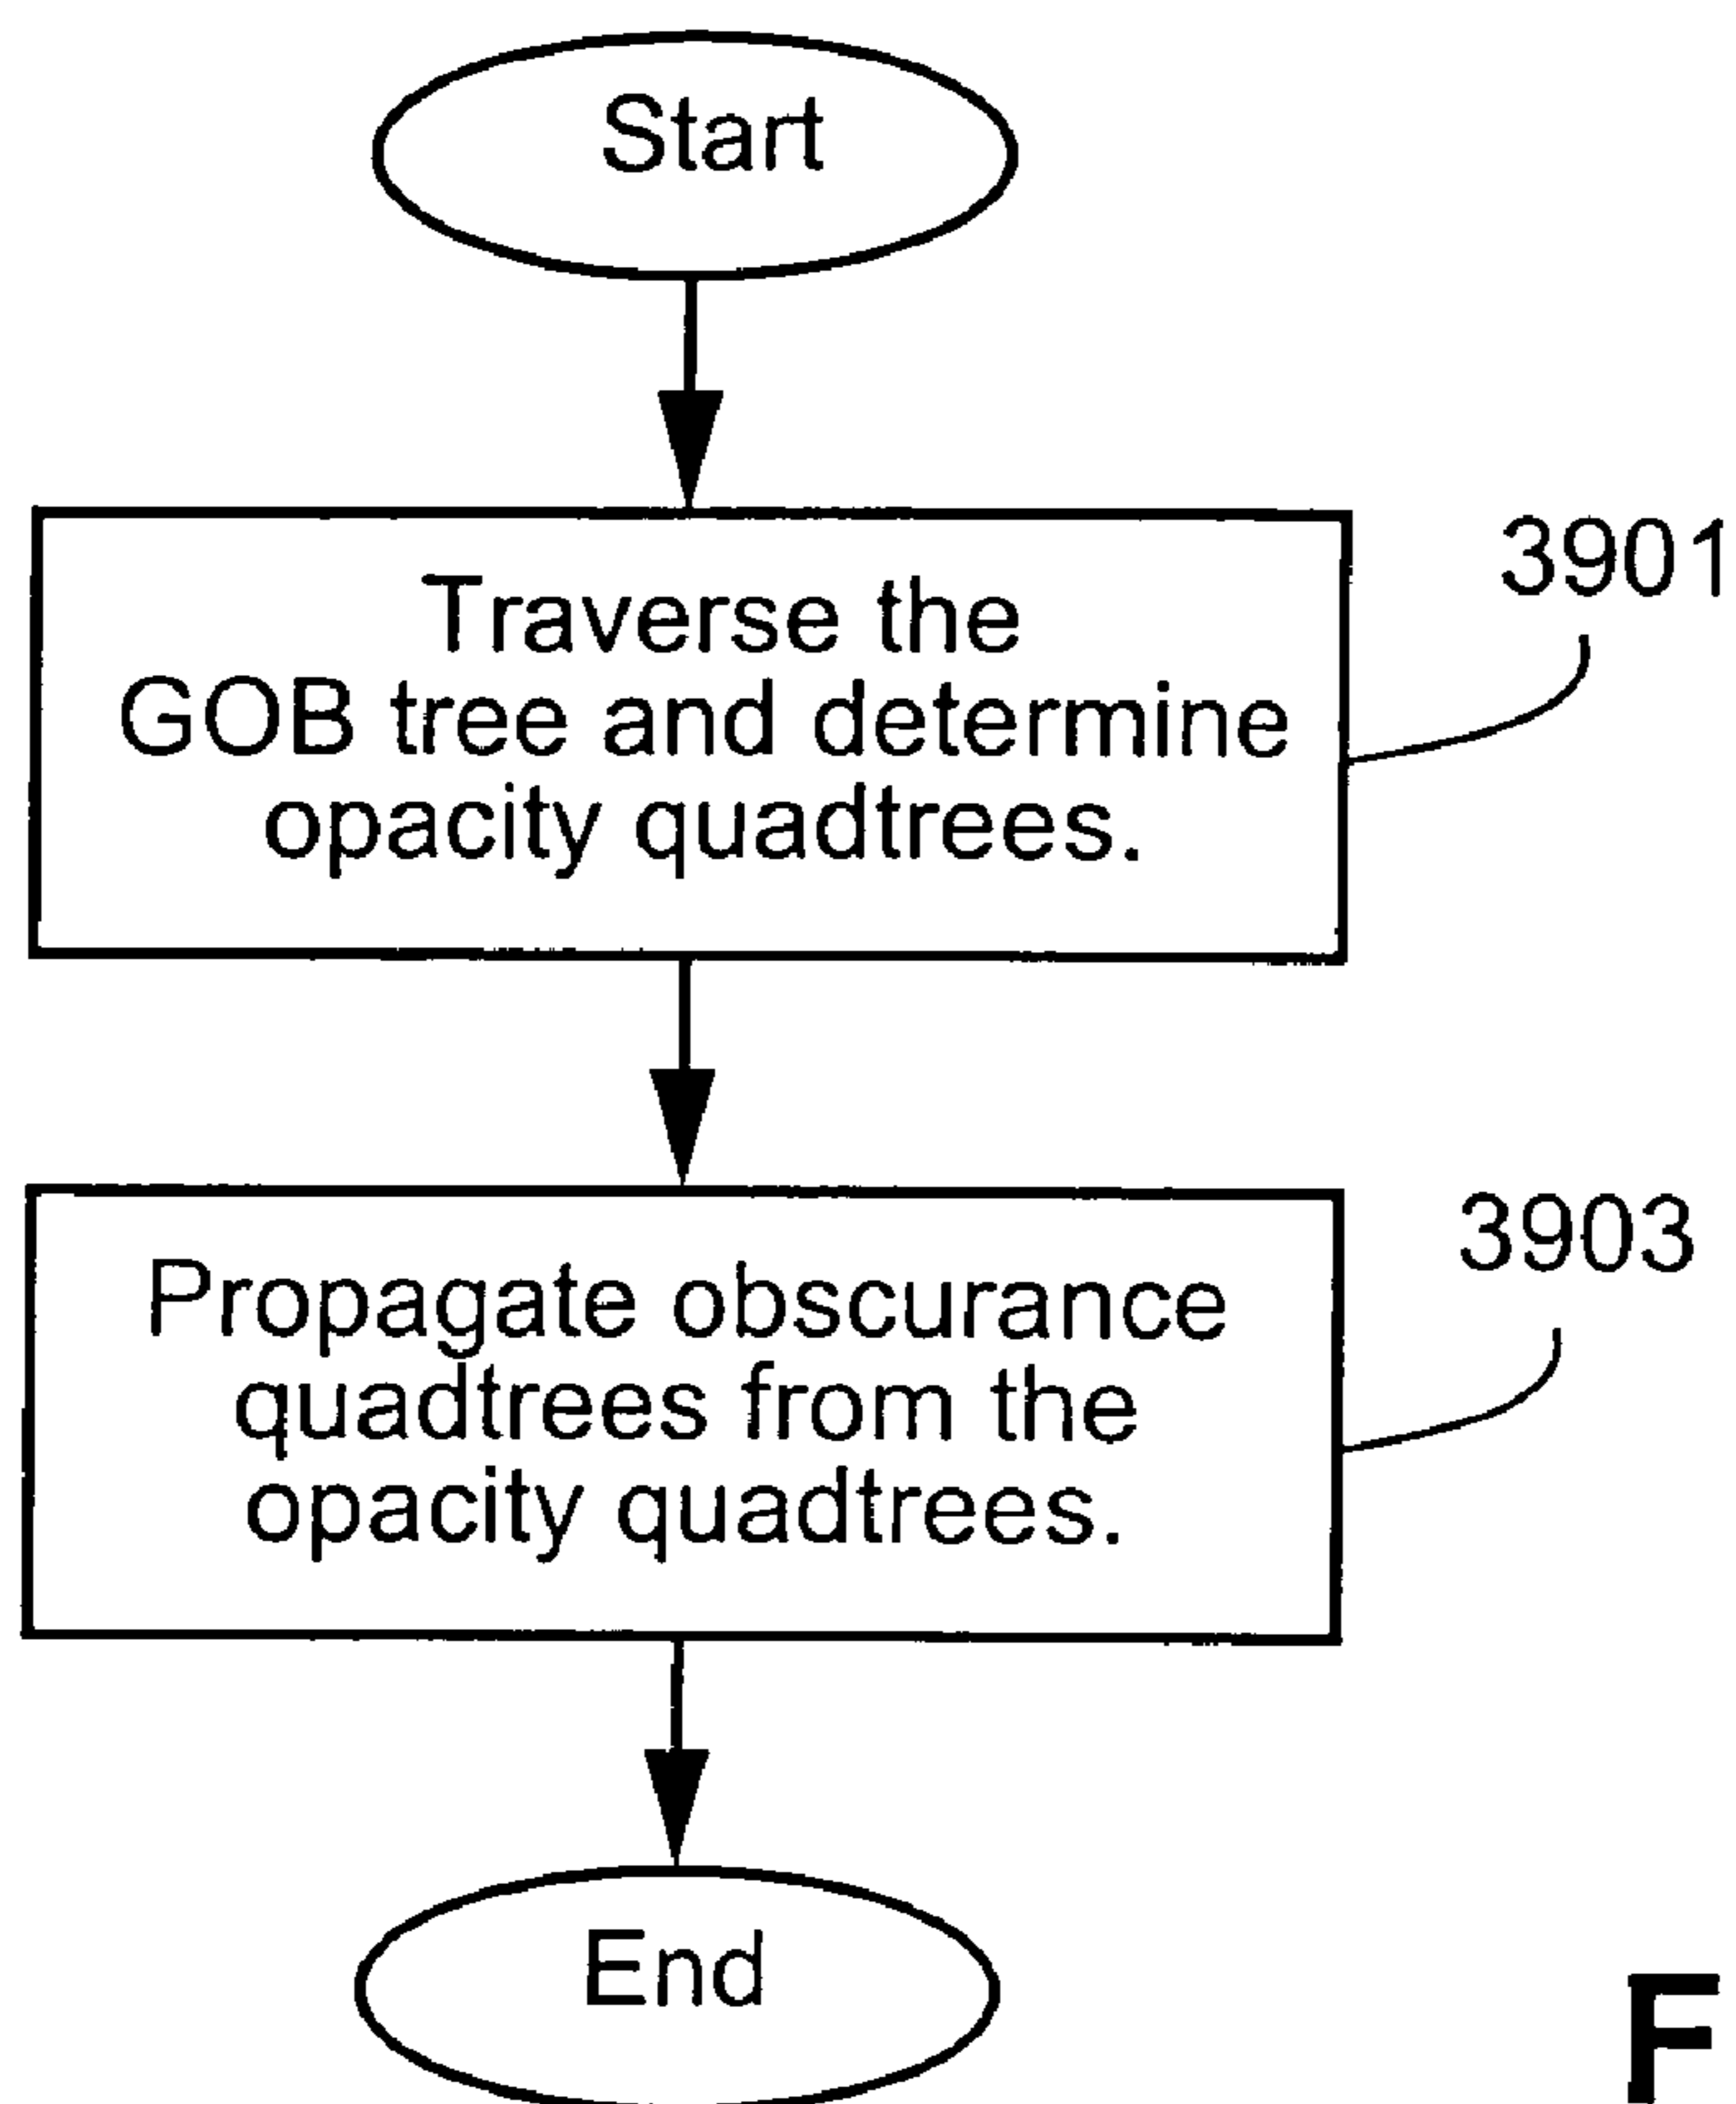 Start
Traverse the
GOB tree and determine
opacity quadtrees.
3901
Propagate obscurance
quadtrees from the
opacity quadtrees.
3903
End
F